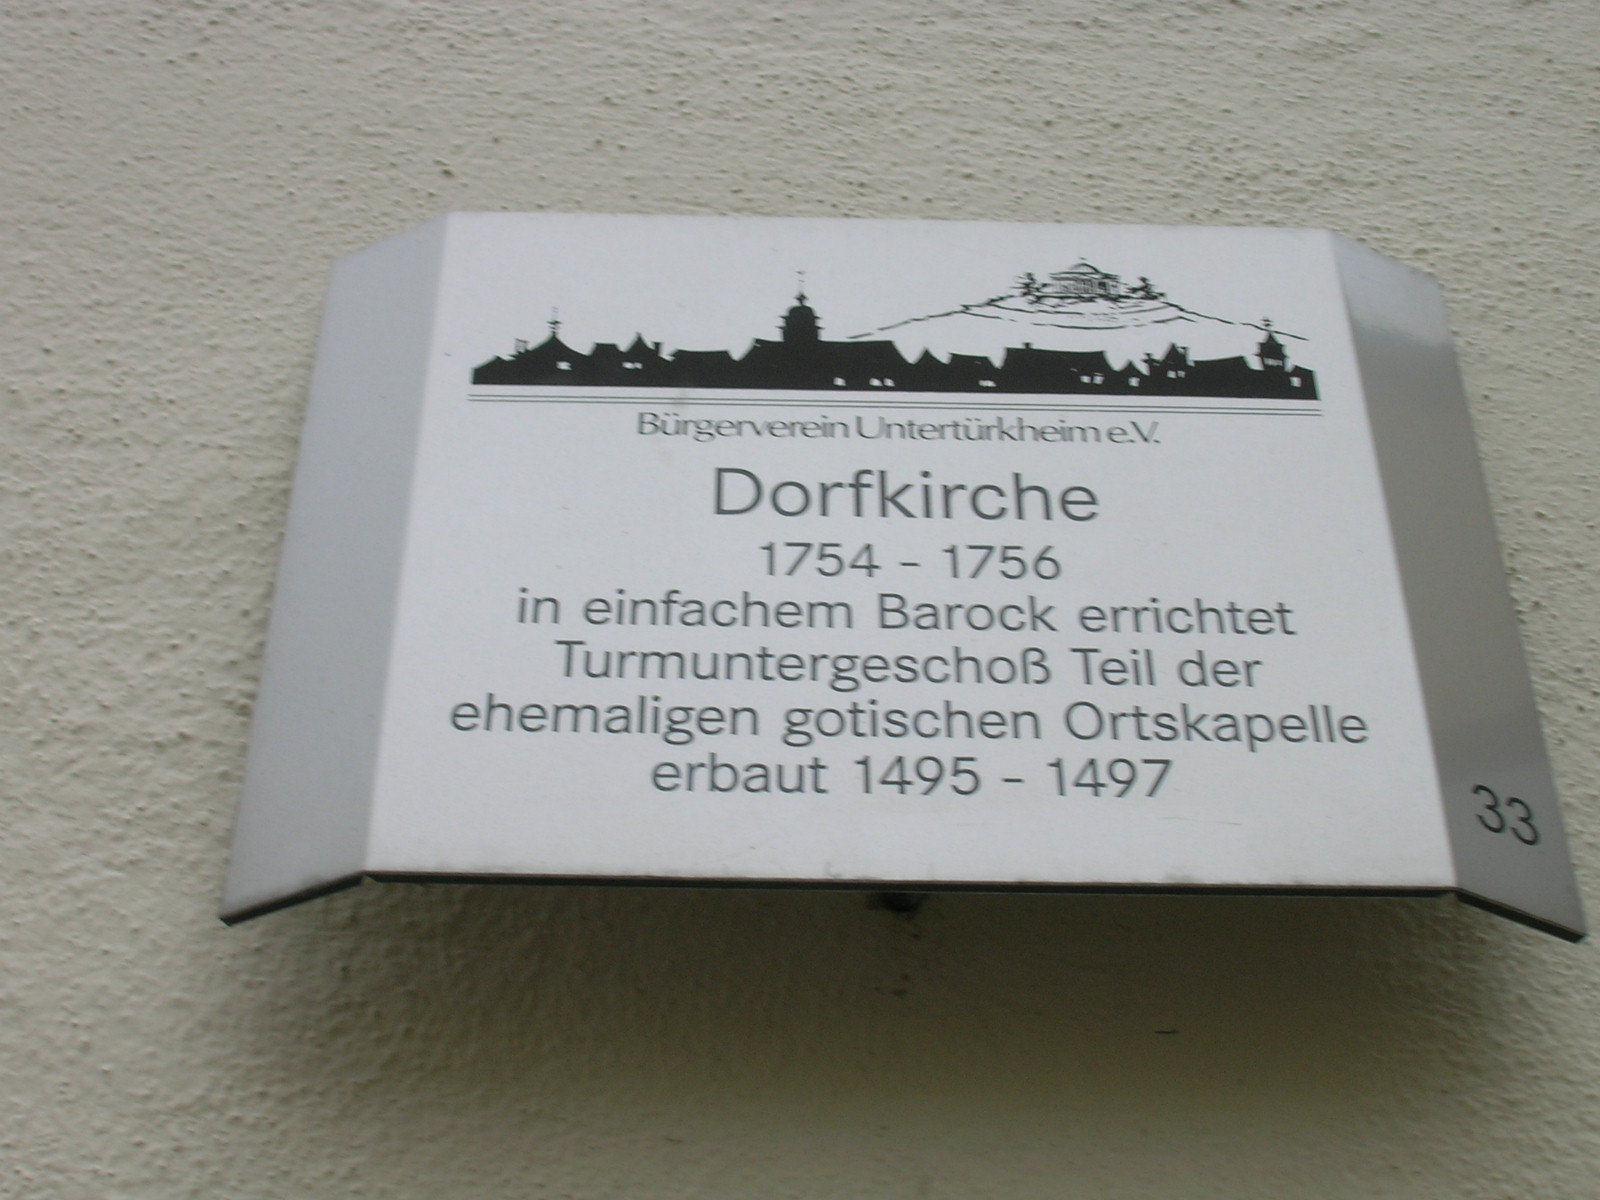 Bürgerverein Untertürkheim e.V.
Dorfkirche
1754 - 1756
in einfachem Barock errichtet
Turmuntergeschoß Teil der
ehemaligen gotischen Ortskapelle
erbaut 1495 - 1497
33